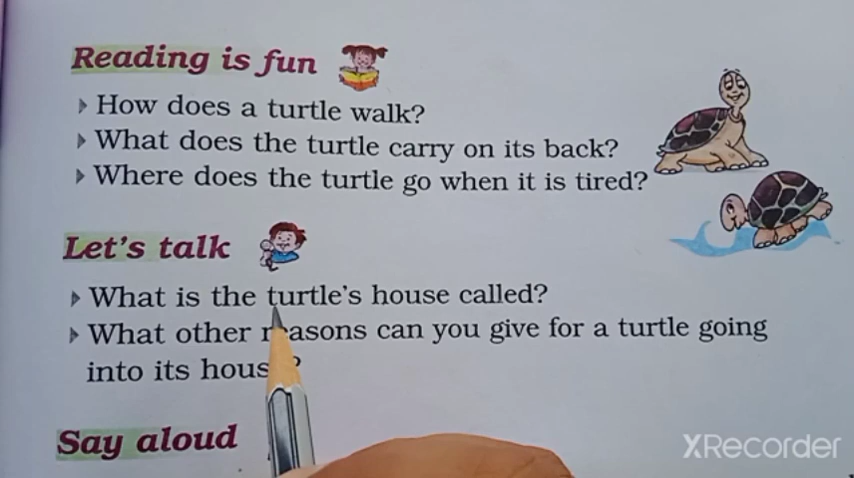 Reading is fun
How does a turtle walk?
What does the turtle carry on its back?
Where does the turtle go when it is tired?
Let's talk
What is the turtle's house called?
What other reasons can you give for a turtle going
into its house?
Say aloud
XRecorder